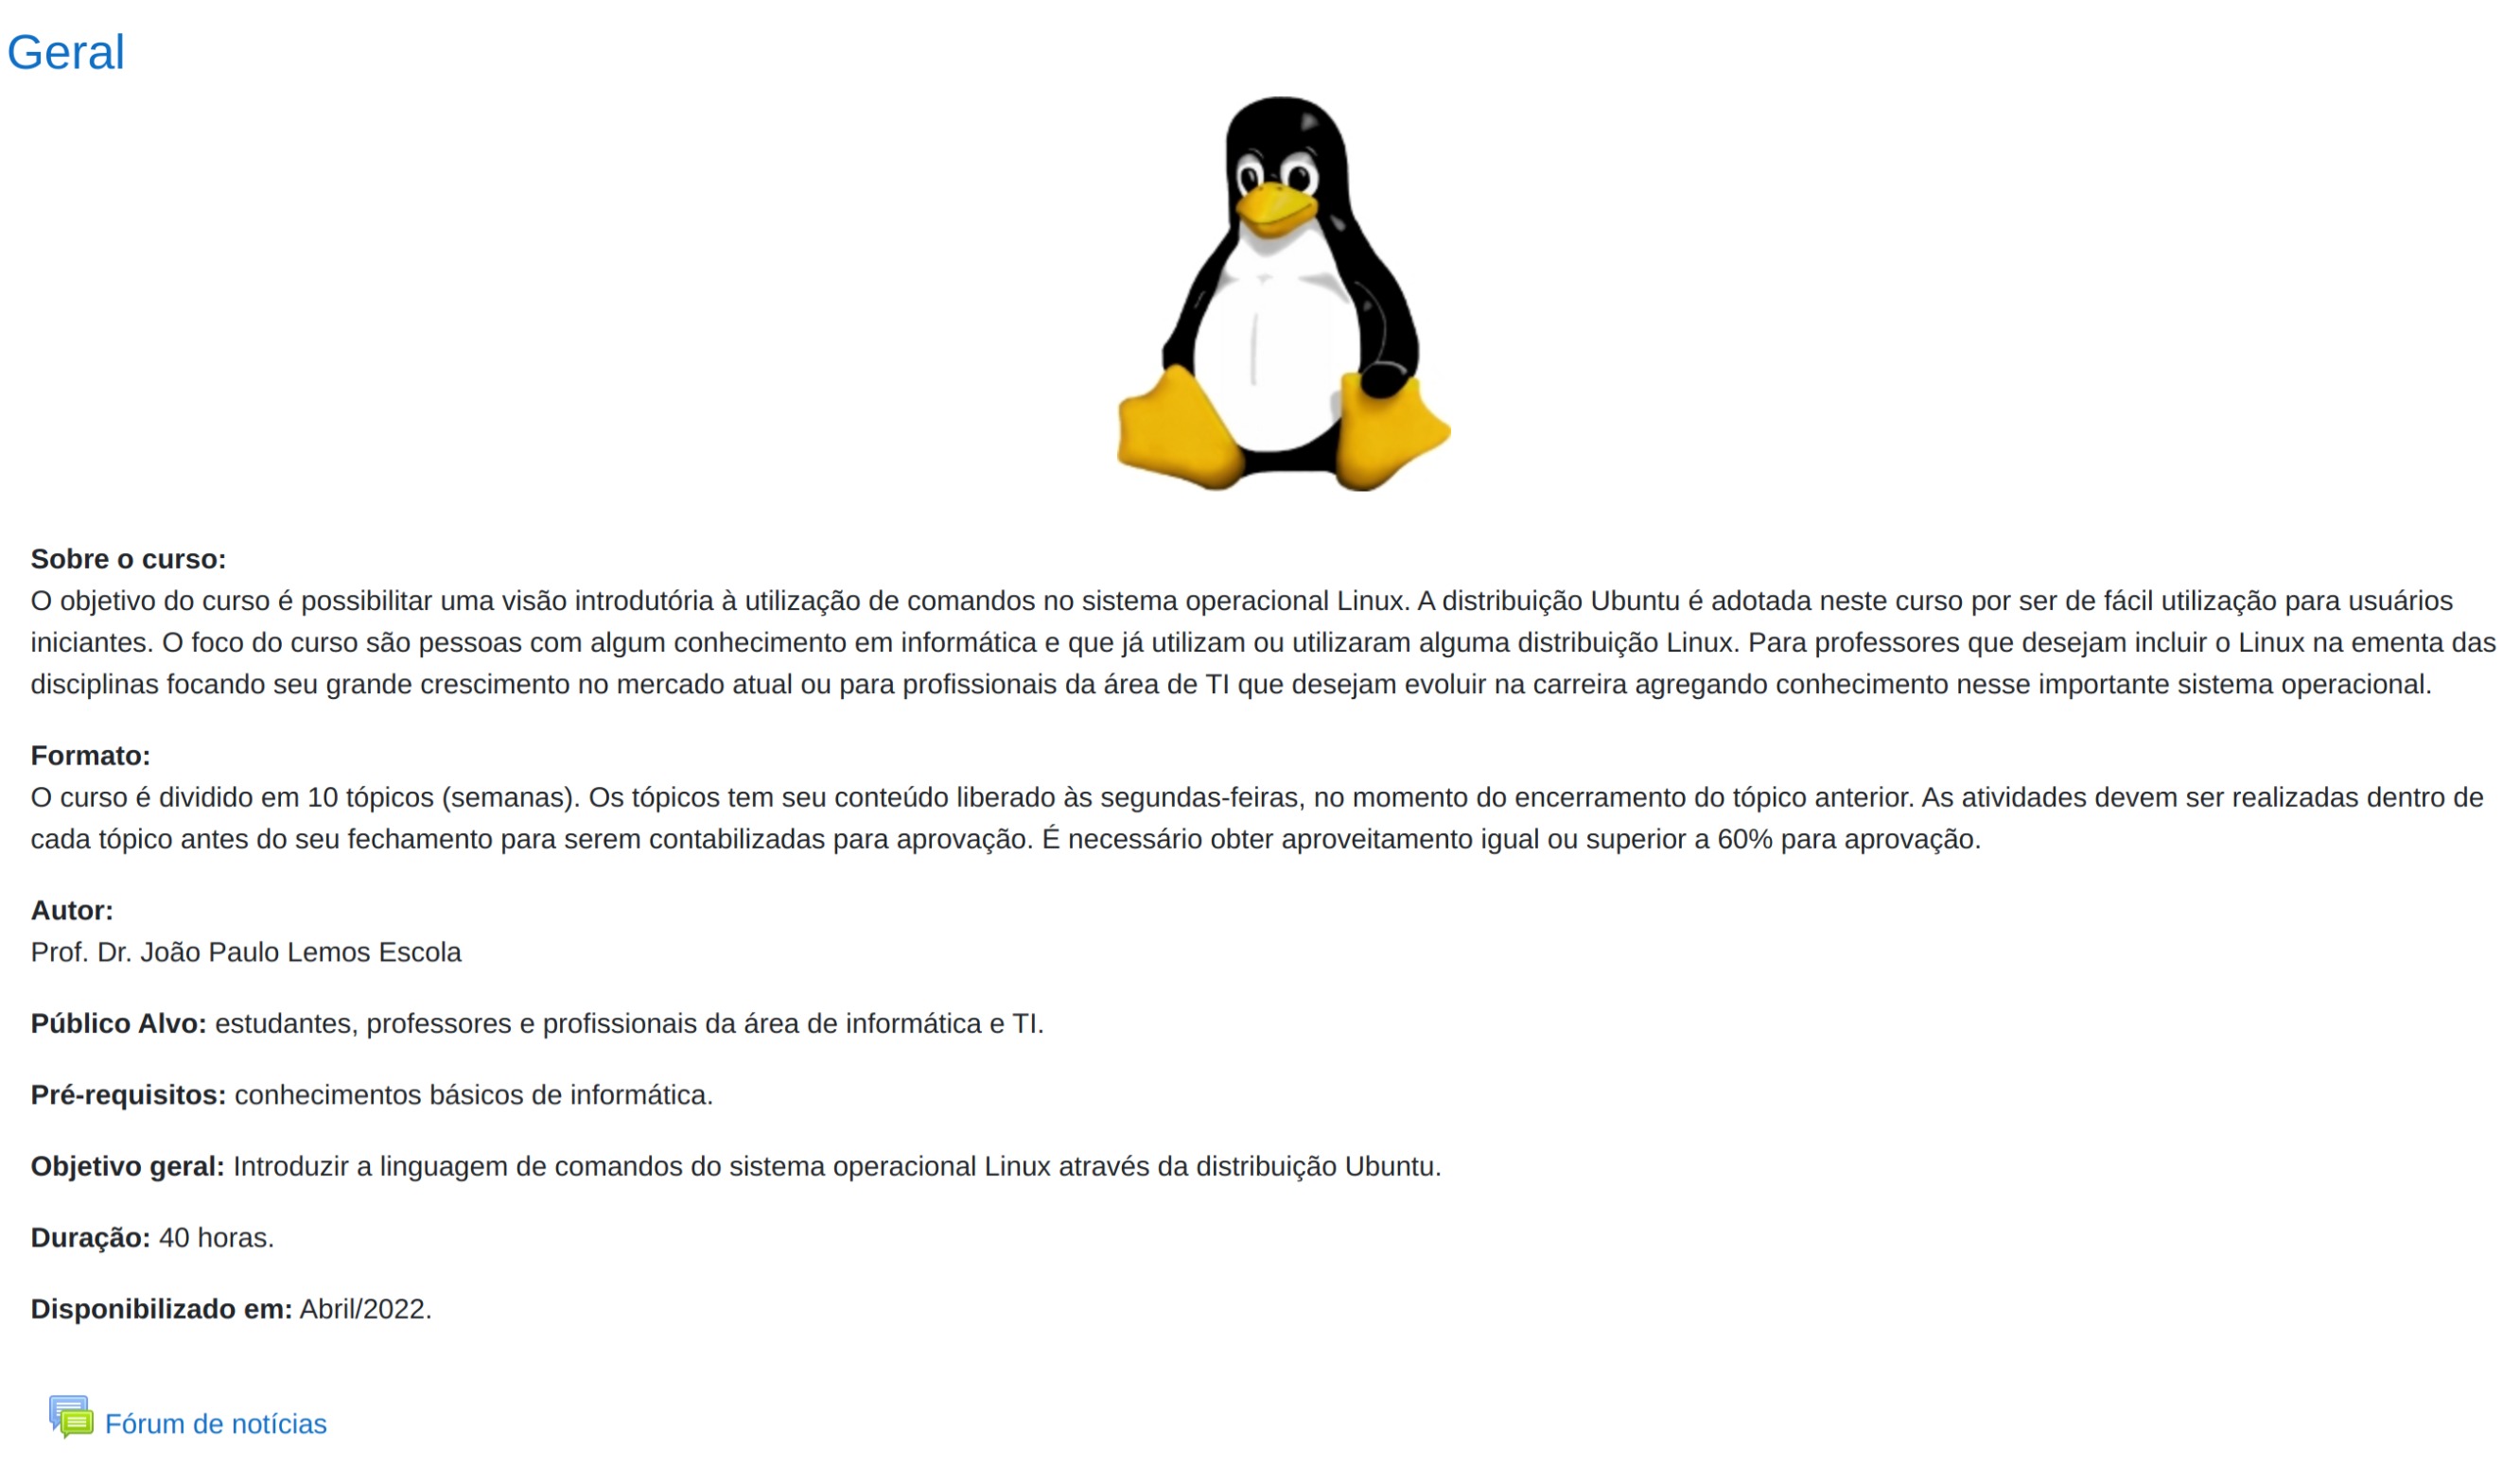 Geral
Sobre o curso:
O objetivo do curso é possibilitar uma visão introdutória à utilização de comandos no sistema operacional Linux. A distribuição Ubuntu é adotada neste curso por ser de fácil utilização para usuários
iniciantes. O foco do curso são pessoas com algum conhecimento em informática e que já utilizam ou utilizaram alguma distribuição Linux. Para professores que desejam incluir o Linux na ementa das
disciplinas focando seu grande crescimento no mercado atual ou para profissionais da área de TI que desejam evoluir na carreira agregando conhecimento nesse importante sistema operacional.
Formato:
O curso é dividido em 10 tópicos (semanas). Os tópicos tem seu conteúdo liberado às segundas-feiras, no momento do encerramento do tópico anterior. As atividades devem ser realizadas dentro de
cada tópico antes do seu fechamento para serem contabilizadas para aprovação. É necessário obter aproveitamento igual ou superior a 60% para aprovação.
Autor:
Prof. Dr. João Paulo Lemos Escola
Público Alvo: estudantes, professores e profissionais da área de informática e TI.
Pré-requisitos: conhecimentos básicos de informática.
Objetivo geral: Introduzir a linguagem de comandos do sistema operacional Linux através da distribuição Ubuntu.
Duração: 40 horas.
Disponibilizado em: Abril/2022.
Fórum de notícias